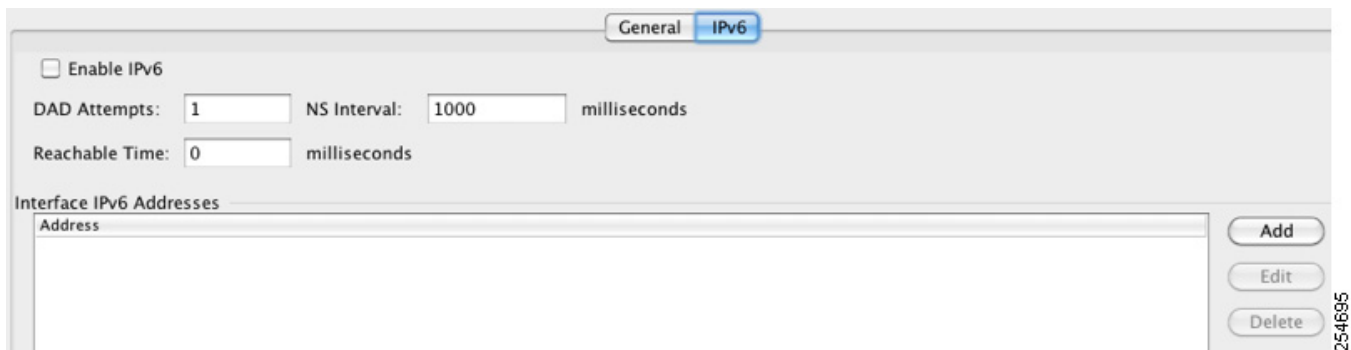 General IPv6
Enable IPv6
DAD Attempts: 1 NS Interval: 1000 milliseconds
Reachable Time: 0 milliseconds
Interface IPv6 Addresses
Address
Add
Edit
Delete
254695